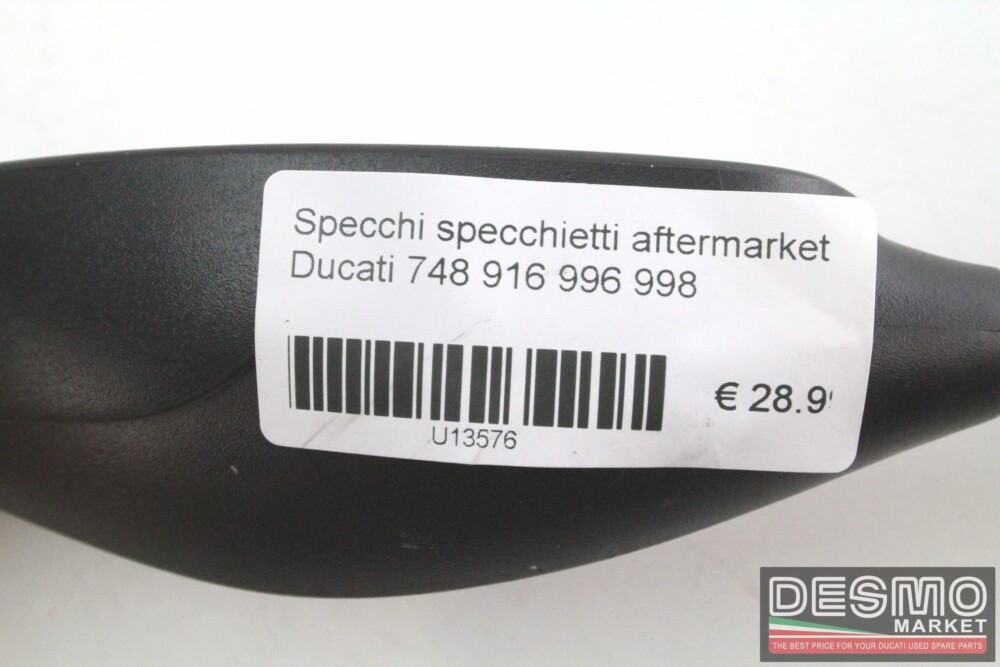 Specchi specchietti aftermarket
Ducati 748 916 996 998
€ 28.9
U13576
DESMO
MARKET
THE BEST PRICE FOR YOUR DUCATI USED SPARE PARTS